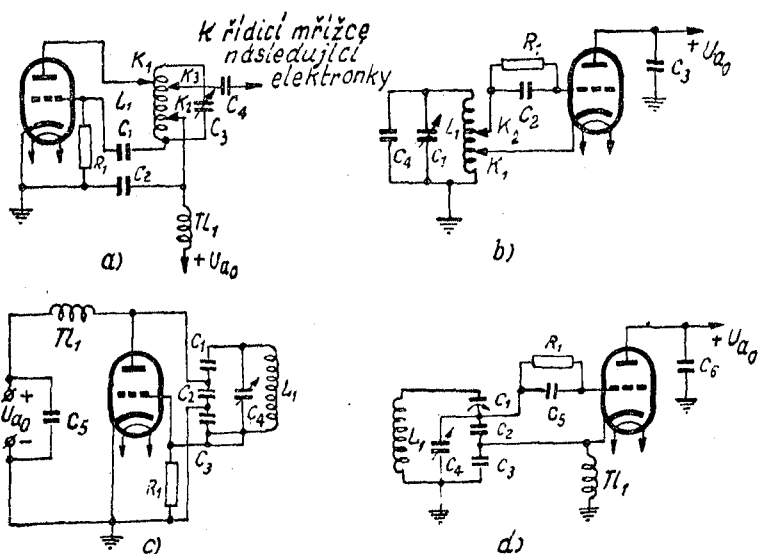 K řídicí mřížce
následující
elektronky
K1
K3
C4
L1
K2
C3
C1
R1
C2
Tl1
+ Ua0
a)
R1
C2
L1
K2
C4
C1
K1
+ Ua0
C3
b)
Tl1
C1
C2
C4
L1
+
Ua0
−
C5
C3
R1
c)
R1
C5
C1
L1
C2
C4
C3
Tl1
+ Ua0
C6
d)